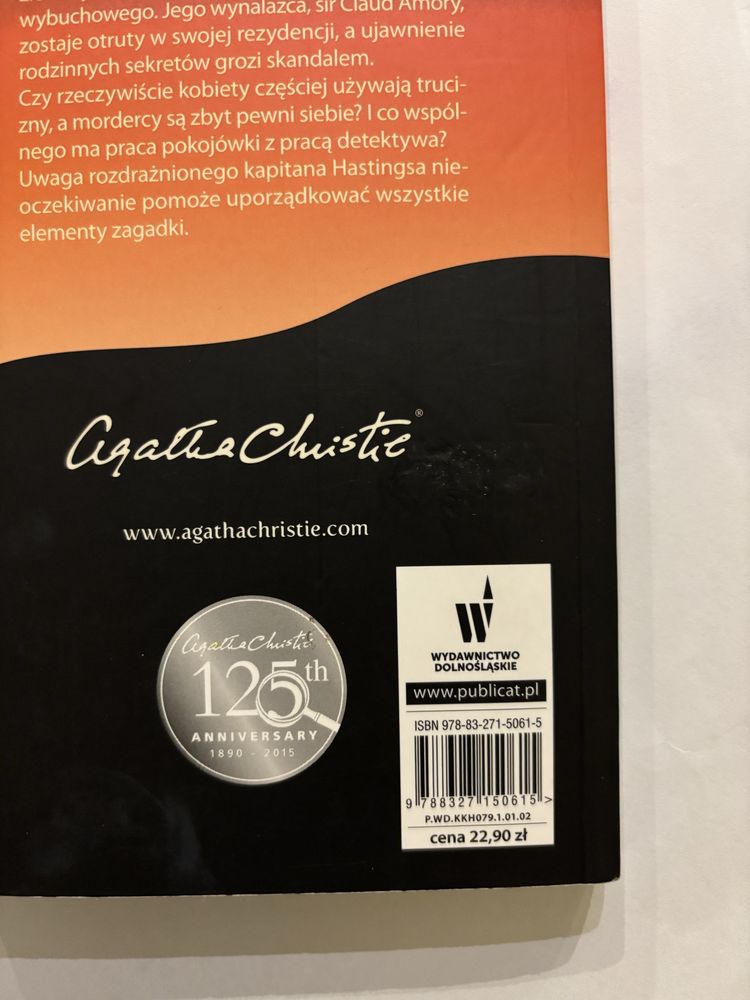 wybuchowego. Jego wynalazca, sir Claud Amory,
zostaje otruty w swojej rezydencji, a ujawnienie
rodzinnych sekretów grozi skandalem.
Czy rzeczywiście kobiety częściej używają truci-
zny, a mordercy są zbyt pewni siebie? I co wspól-
nego ma praca pokojówki z pracą detektywa?
Uwaga rozdrażnionego kapitana Hastingsa nie-
oczekiwanie pomoże uporządkować wszystkie
elementy zagadki.
Agatha Christie®
www.agathachristie.com
Agatha Christie
125th
ANNIVERSARY
1890 - 2015
W
WYDAWNICTWO
DOLNOŚLĄSKIE
www.publicat.pl
ISBN 978-83-271-5061-5
9 788327 150615 >
P.WD.KKH079.1.01.02
cena 22,90 zł